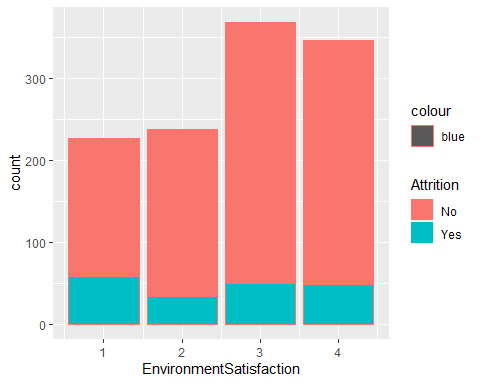 300
200
100
0
count
1 2 3 4
EnvironmentSatisfaction
colour
blue
Attrition
No
Yes